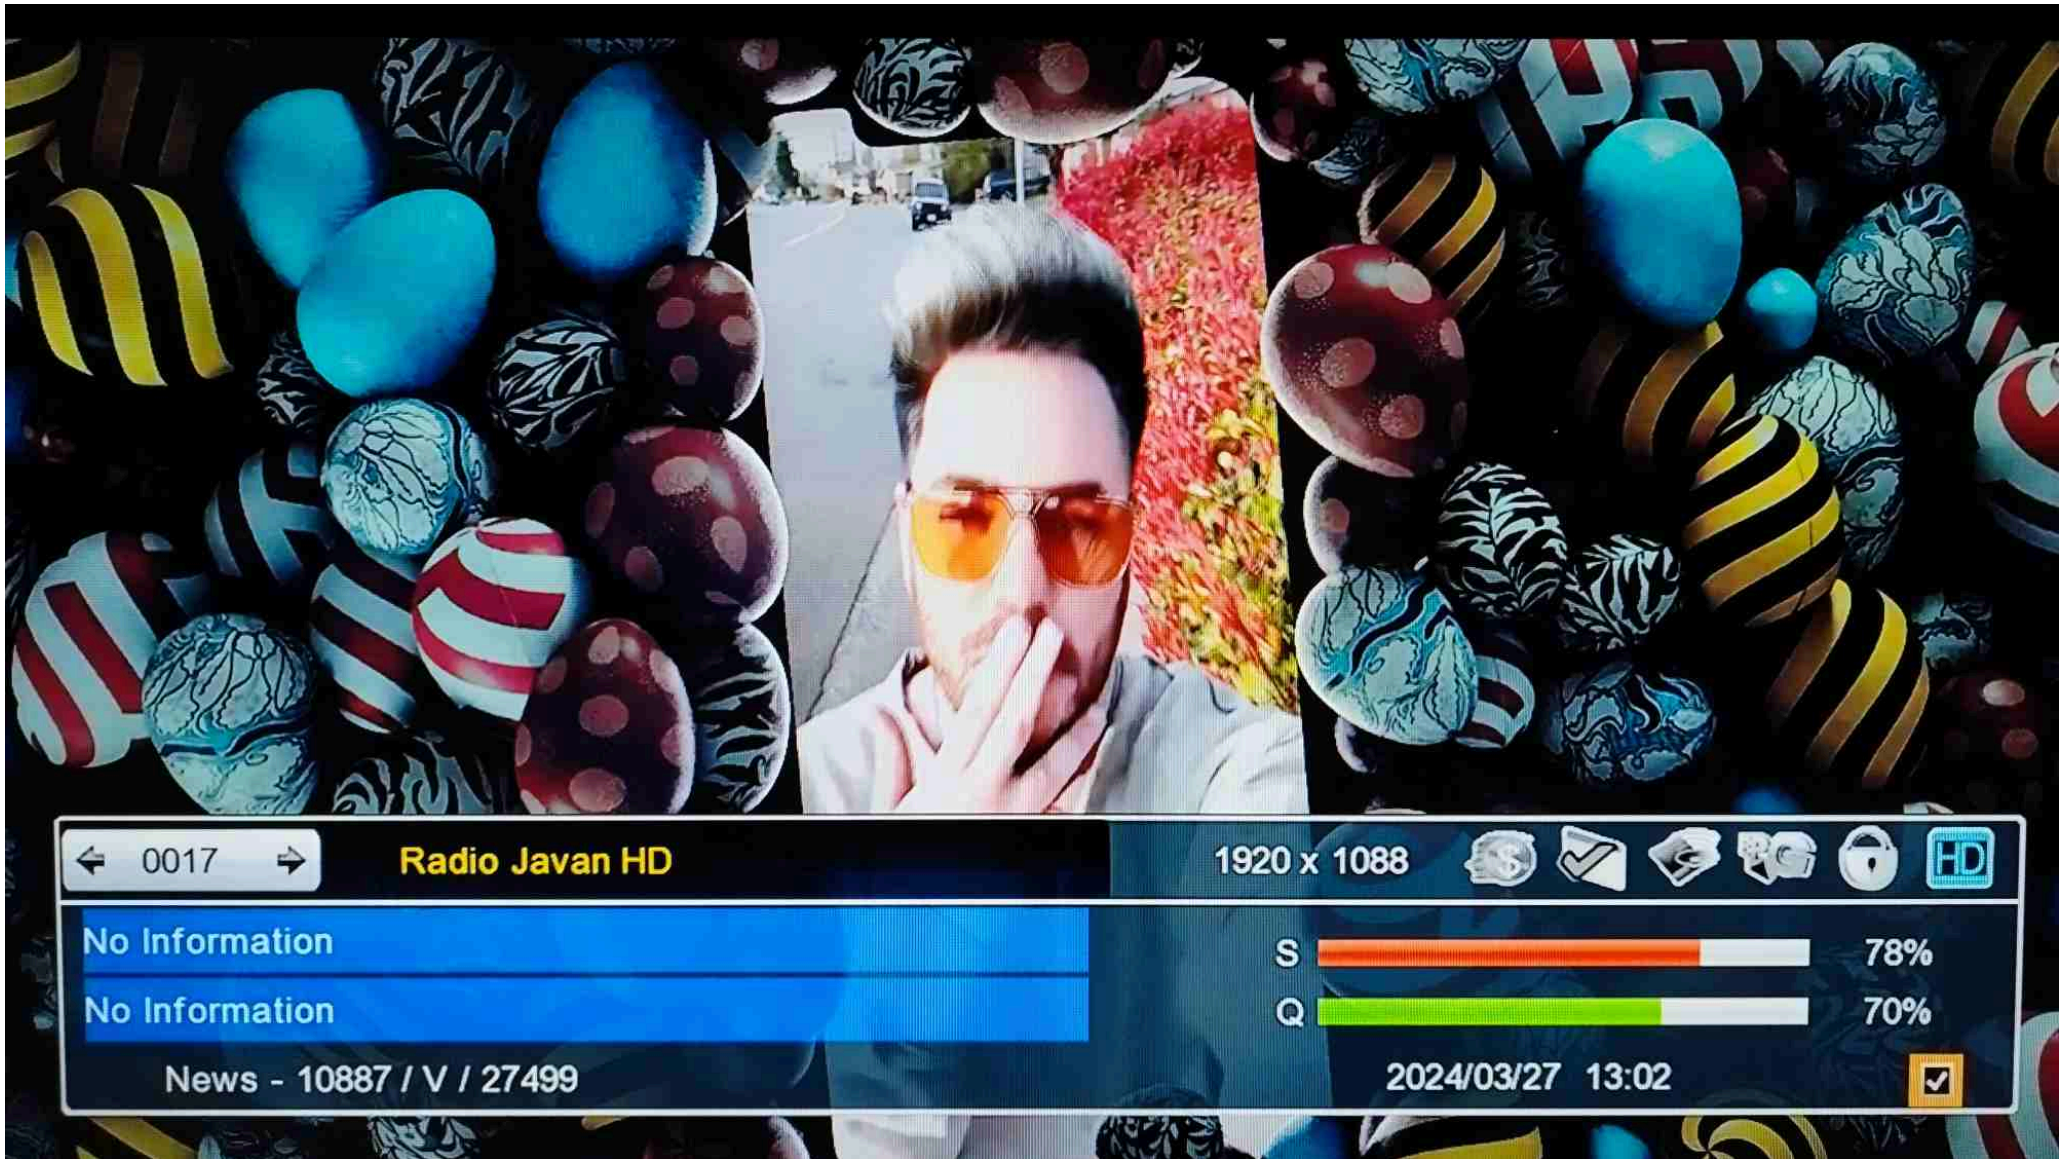 0017 Radio Javan HD 1920 x 1088 HD
No Information
S 78%
No Information
Q 70%
News - 10887 / V / 27499
2024/03/27 13:02